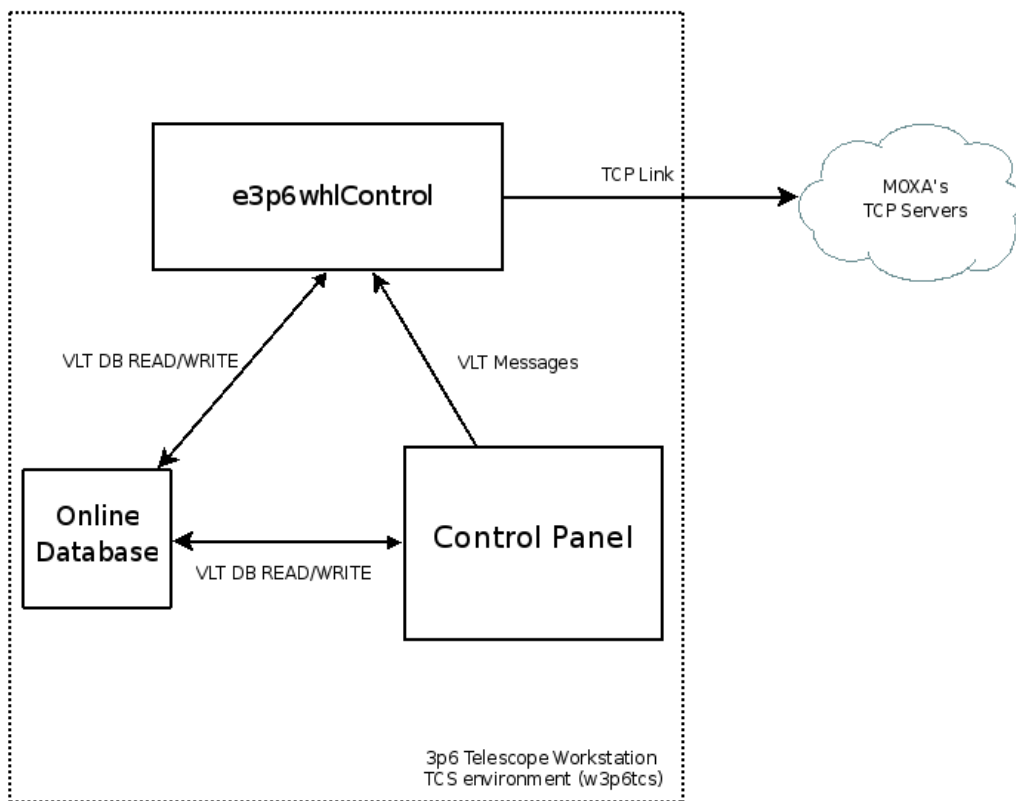 e3p6whlControl
TCP Link
MOXA's
TCP Servers
VLT DB READ/WRITE
VLT Messages
Online
Database
Control Panel
VLT DB READ/WRITE
3p6 Telescope Workstation
TCS environment (w3p6tcs)